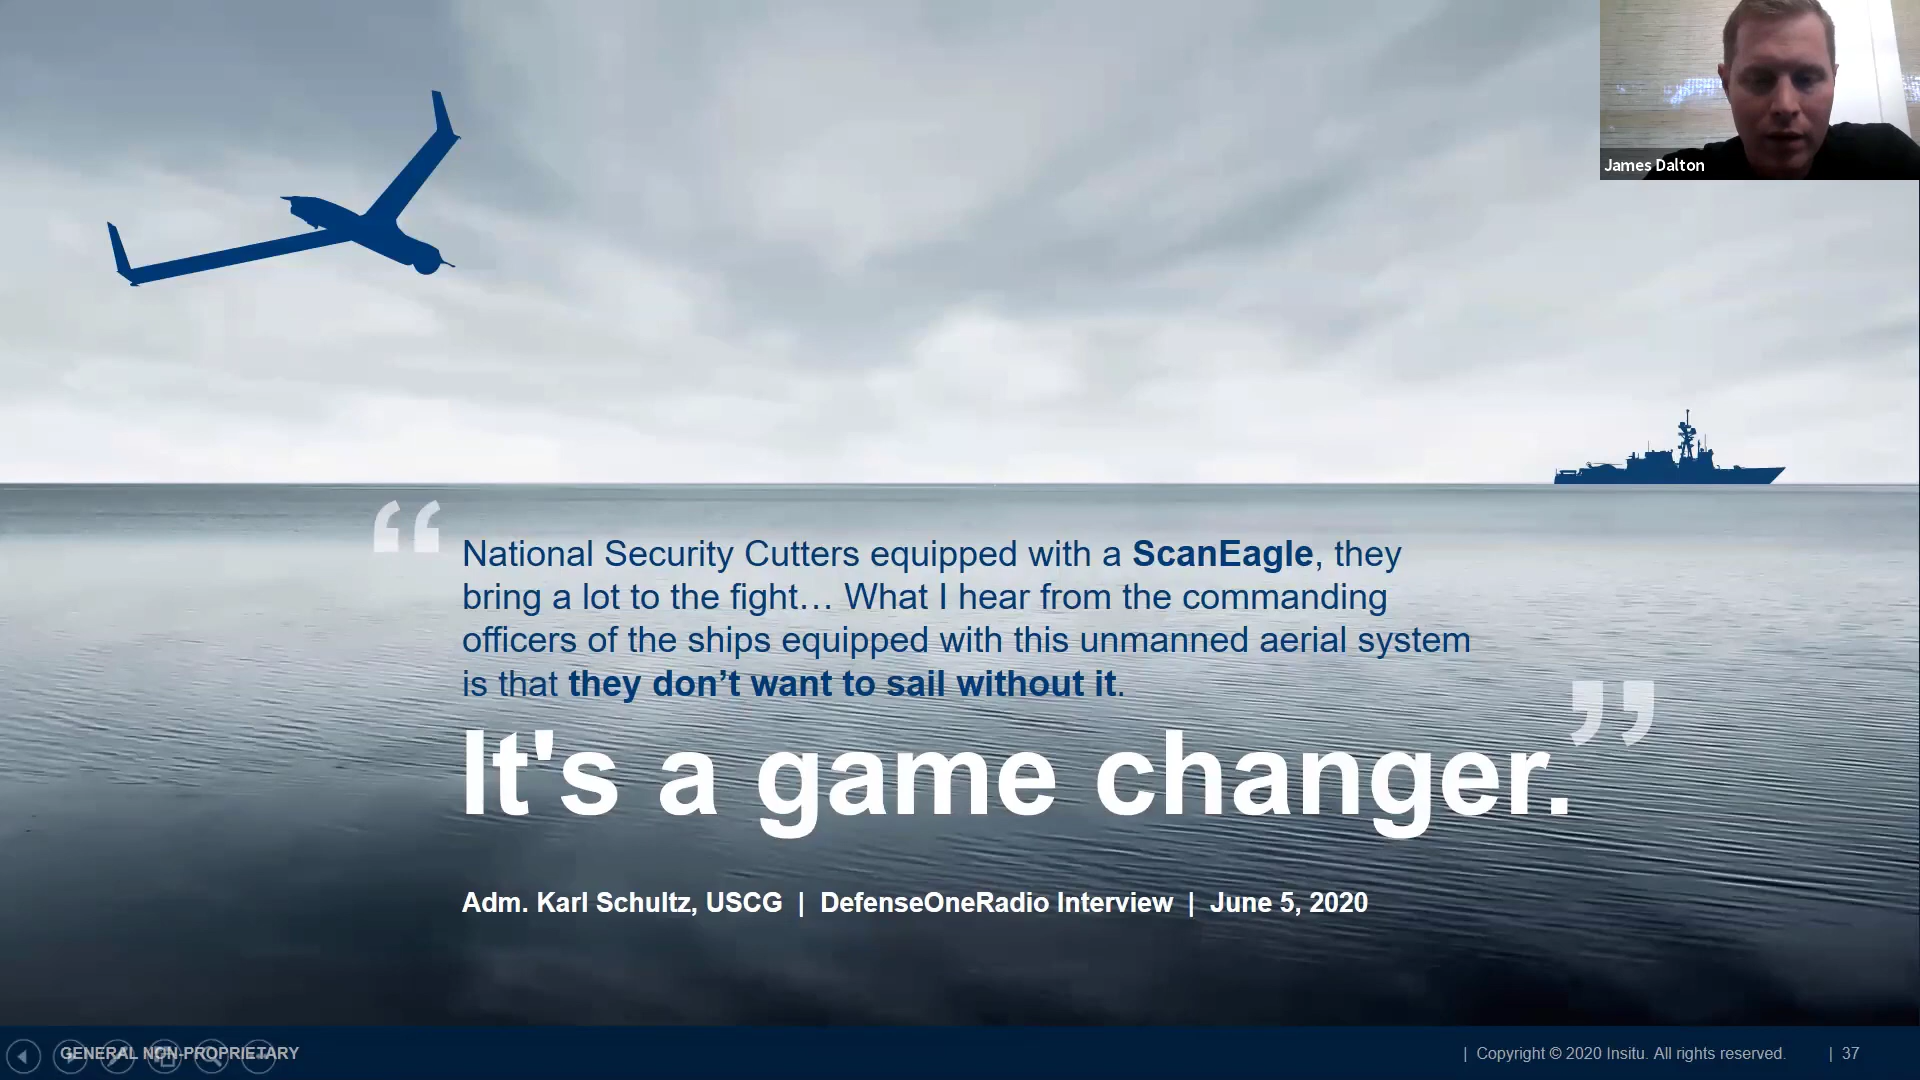 James Dalton
“
National Security Cutters equipped with a ScanEagle, they
bring a lot to the fight… What I hear from the commanding
officers of the ships equipped with this unmanned aerial system
is that they don’t want to sail without it.
”
It's a game changer.
Adm. Karl Schultz, USCG | DefenseOneRadio Interview | June 5, 2020
GENERAL NON-PROPRIETARY
| Copyright © 2020 Insitu. All rights reserved. | 37